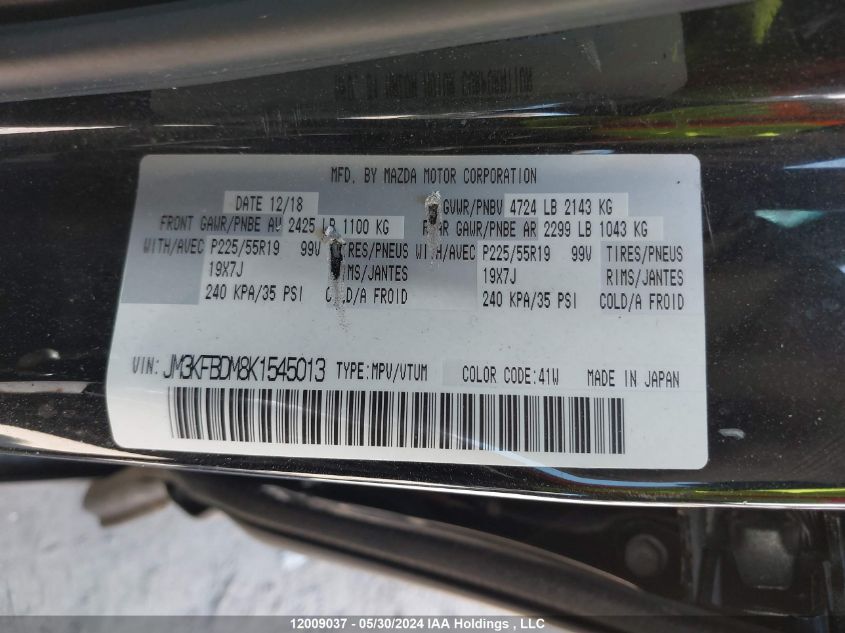 MFD. BY MAZDA MOTOR CORPORATION
DATE 12/18 GVWR/PNBV 4724 LB 2143 KG
FRONT GAWR/PNBE AV 2425 LB 1100 KG GAWR/PNBE AR 2299 LB 1043 KG
WITH/AVEC P225/55R19 99V TIRES/PNEUS WITH/AVEC P225/55R19 99V TIRES/PNEUS
19X7J RIMS/JANTES 19X7J RIMS/JANTES
240 KPA/35 PSI COLD/A FROID 240 KPA/35 PSI COLD/A FROID
VIN: JM3KFBDM8K1545013 TYPE:MPV/VTUM COLOR CODE:41W MADE IN JAPAN
12009037 - 05/30/2024 IAA Holdings , LLC